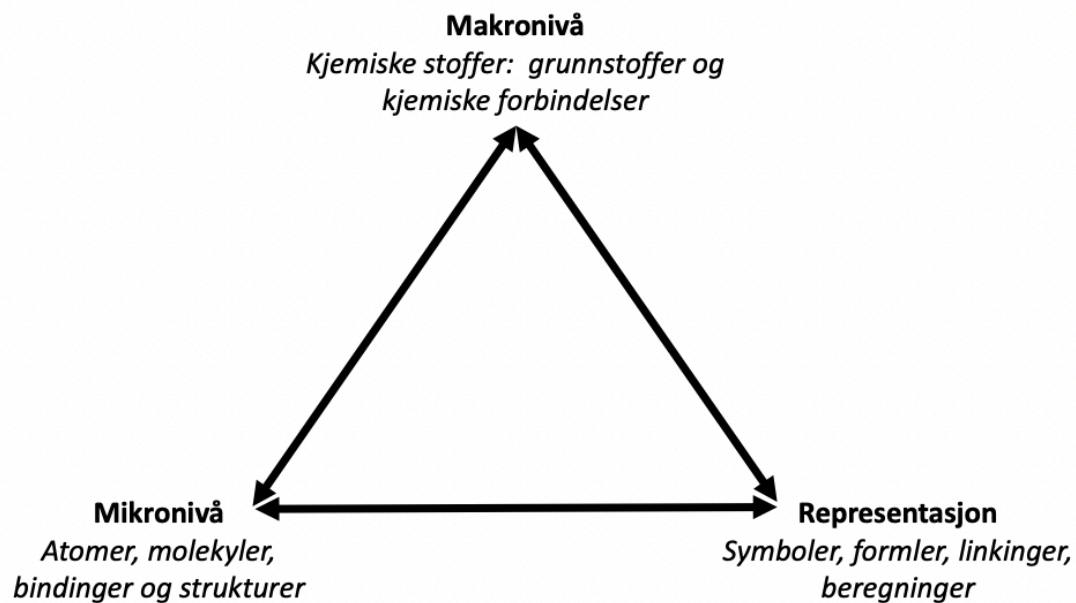 Makronivå
Kjemiske stoffer: grunnstoffer og
kjemiske forbindelser
Mikronivå
Atomer, molekyler,
bindinger og strukturer
Representasjon
Symboler, formler, linkinger,
beregninger